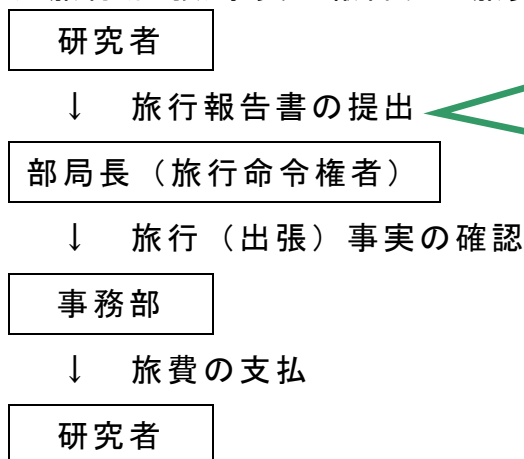 研究者
↓ 旅行報告書の提出
部局長（旅行命令権者）
↓ 旅行（出張）事実の確認
事務部
↓ 旅費の支払
研究者